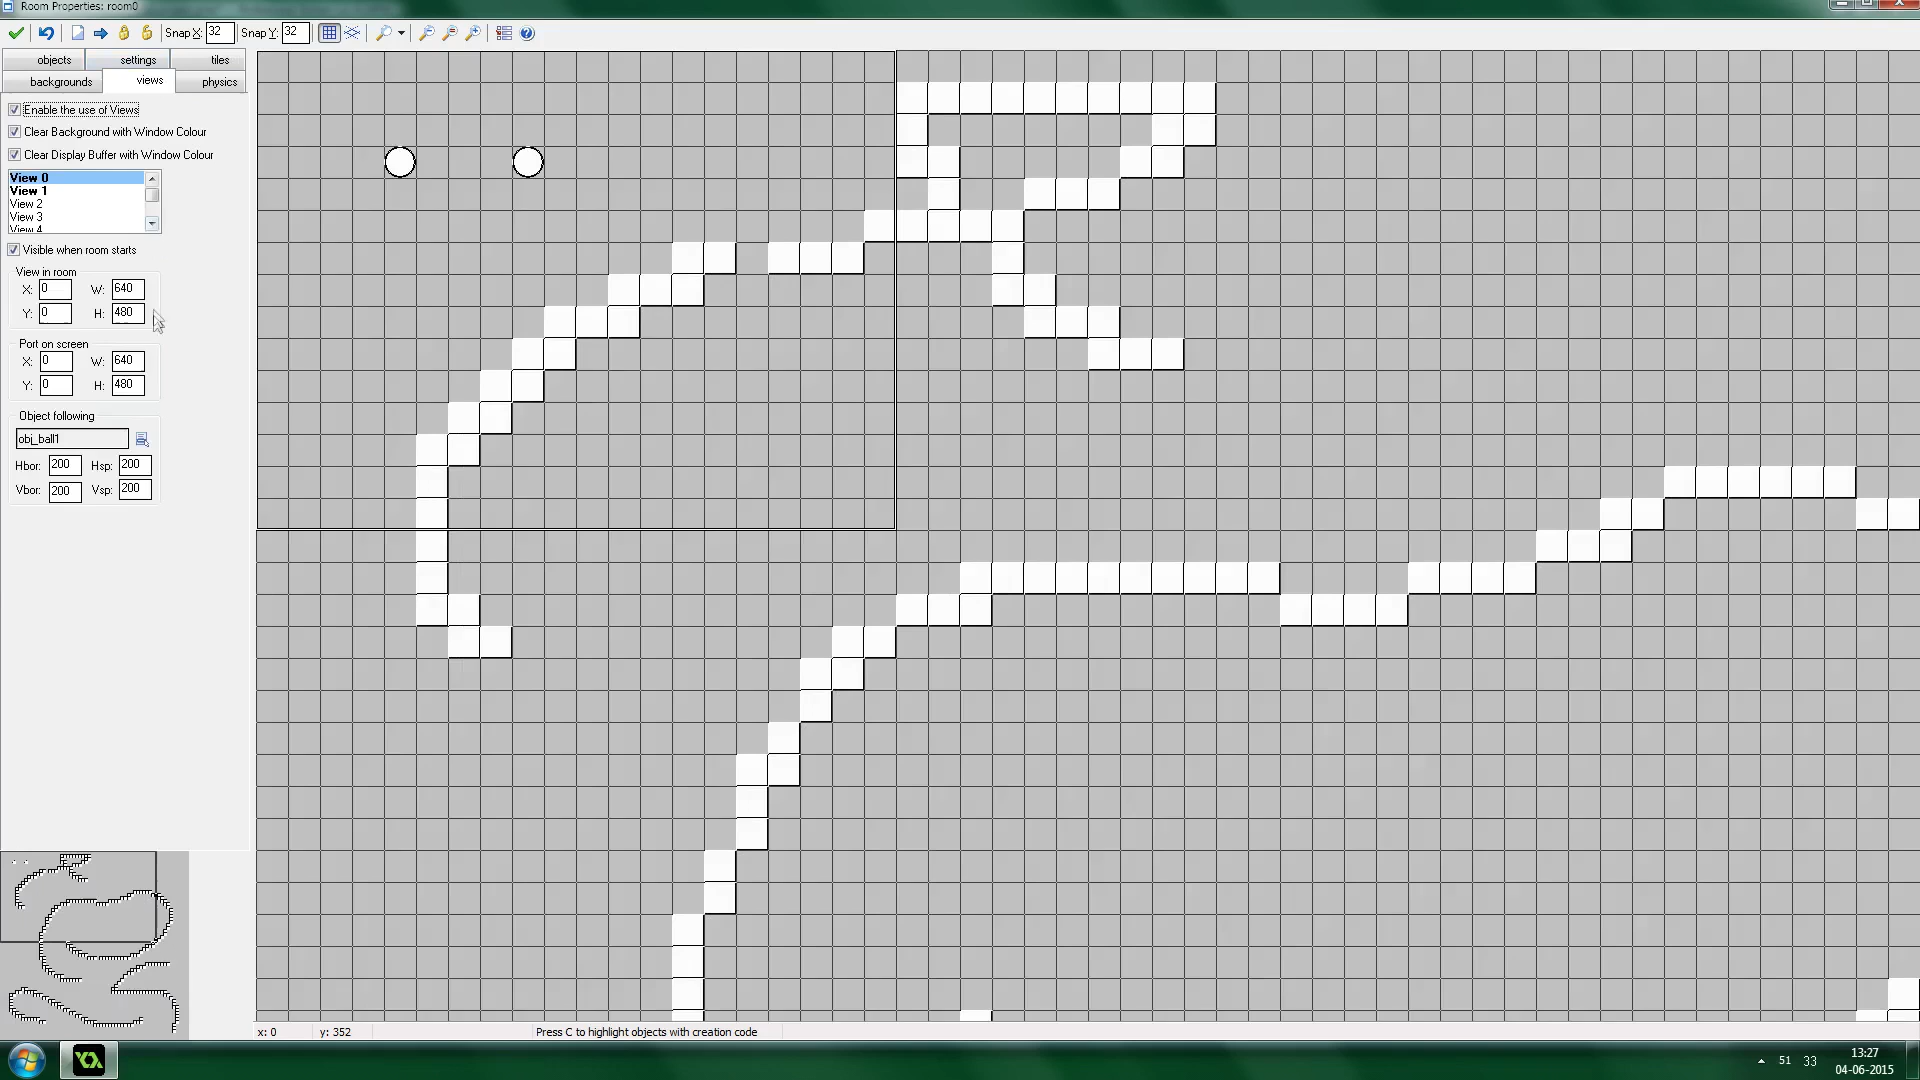 Room Properties: room0
Snap X: 32 Snap Y: 32
objects settings tiles
backgrounds views physics
Enable the use of Views
Clear Background with Window Colour
Clear Display Buffer with Window Colour
View 0
View 1
View 2
View 3
View 4
Visible when room starts
View in room
X: 0 W: 640
Y: 0 H: 480
Port on screen
X: 0 W: 640
Y: 0 H: 480
Object following
obj_ball1
Hbor: 200 Hsp: 200
Vbor: 200 Vsp: 200
x: 0 y: 352 Press C to highlight objects with creation code
51 33 13:27
04-06-2015